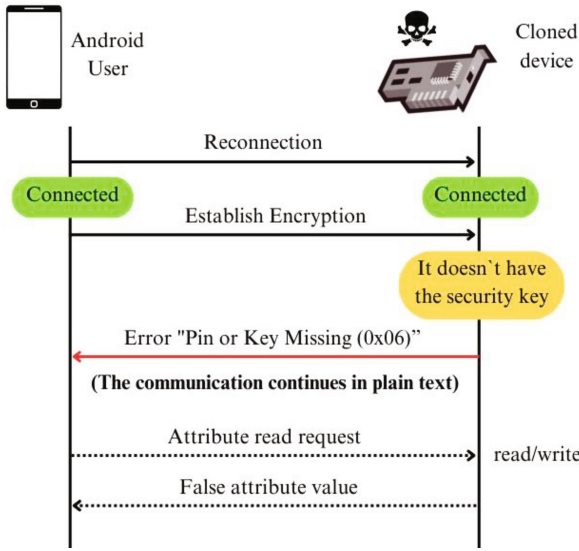 Android
User
Cloned
device
Reconnection
Connected
Connected
Establish Encryption
It doesn`t have
the security key
Error "Pin or Key Missing (0x06)”
(The communication continues in plain text)
Attribute read request
read/write
False attribute value